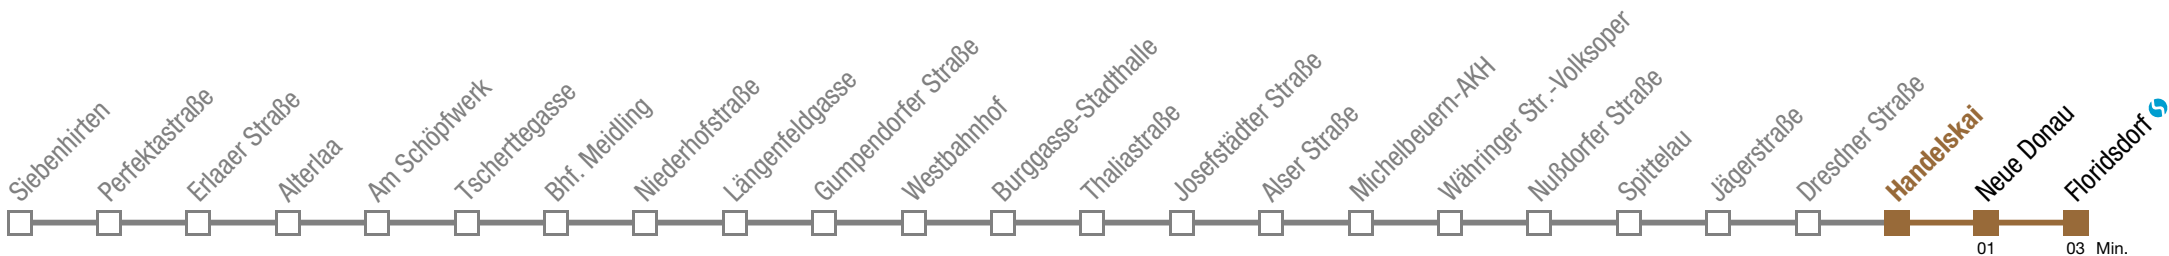 Siebenhirten
Perfektastraße
Erlaaer Straße
Alterlaa
Am Schöpfwerk
Tscherttegasse
Bhf. Meidling
Niederhofstraße
Längenfeldgasse
Gumpendorfer Straße
Westbahnhof
Burggasse-Stadthalle
Thaliastraße
Josefstädter Straße
Alser Straße
Michelbeuern-AKH
Währinger Str.-Volksoper
Nußdorfer Straße
Spittelau
Jägerstraße
Dresdner Straße
Handelskai
Neue Donau
Floridsdorf
01 03 Min.